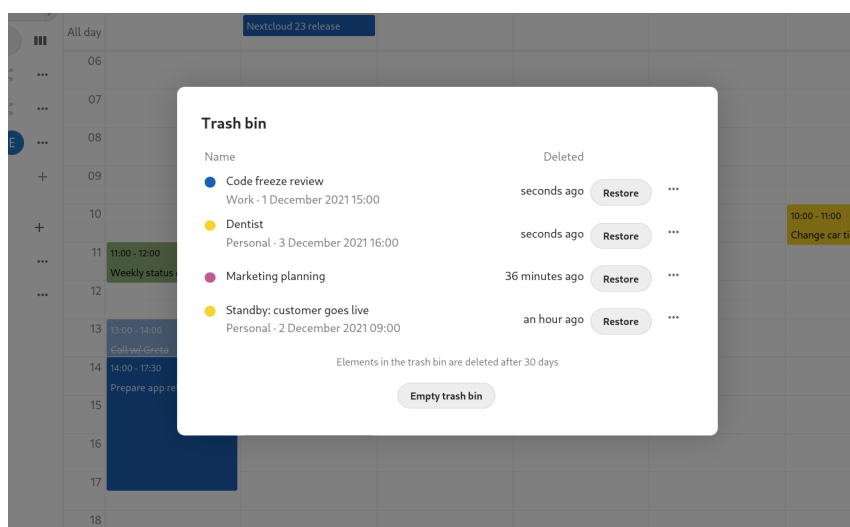 All day
Nextcloud 23 release
06
07
08
E
09
10
10:00 - 11:00
Change car ti
11
11:00 - 12:00
Weekly status
12
13
13:00 - 14:00
Call w/ Greta
14
14:00 - 17:30
Prepare app re
15
16
17
18
Trash bin
Name
Deleted
Code freeze review
Work · 1 December 2021 15:00
seconds ago
Restore
Dentist
Personal · 3 December 2021 16:00
seconds ago
Restore
Marketing planning
36 minutes ago
Restore
Standby: customer goes live
Personal · 2 December 2021 09:00
an hour ago
Restore
Elements in the trash bin are deleted after 30 days
Empty trash bin